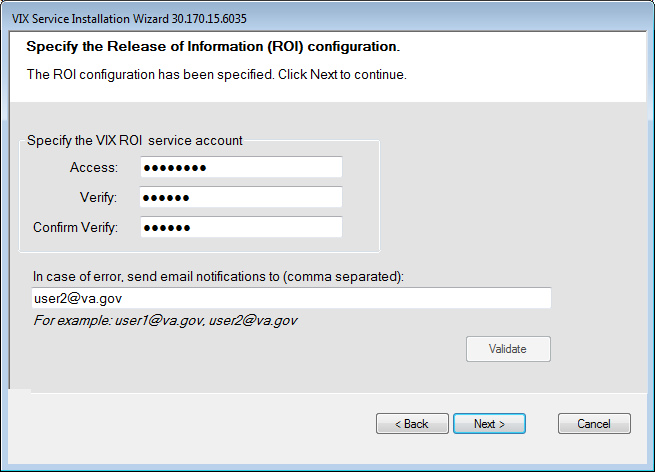 VIX Service Installation Wizard 30.170.15.6035
Specify the Release of Information (ROI) configuration.
The ROI configuration has been specified. Click Next to continue.
Specify the VIX ROI service account
Access: ●●●●●●●●
Verify: ●●●●●●
Confirm Verify: ●●●●●●
In case of error, send email notifications to (comma separated):
user2@va.gov
For example: user1@va.gov, user2@va.gov
Validate
< Back Next > Cancel